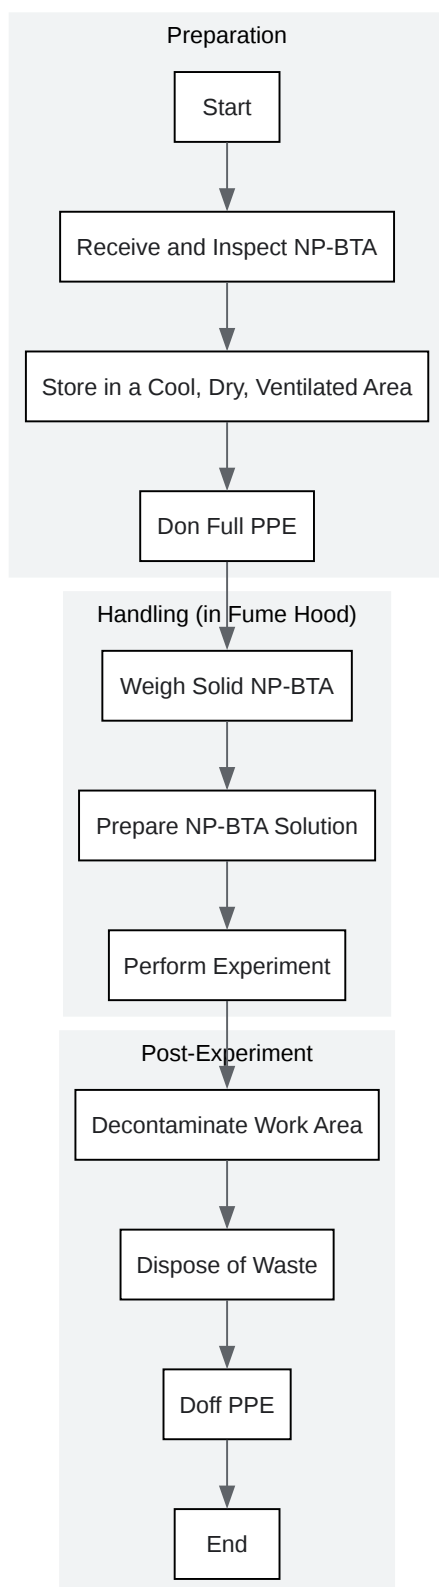 Preparation
Start
Receive and Inspect NP-BTA
Store in a Cool, Dry, Ventilated Area
Don Full PPE
Handling (in Fume Hood)
Weigh Solid NP-BTA
Prepare NP-BTA Solution
Perform Experiment
Post-Experiment
Decontaminate Work Area
Dispose of Waste
Doff PPE
End